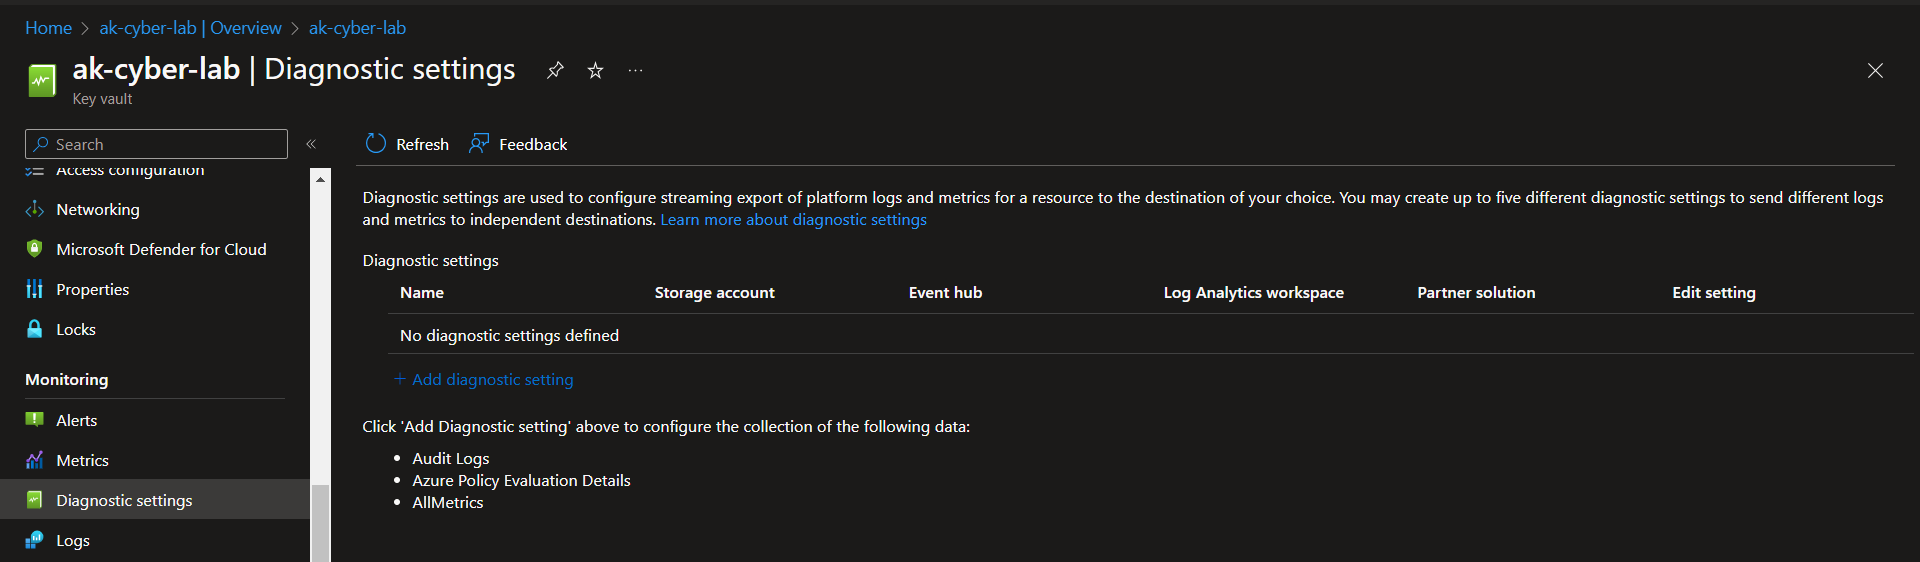 Home > ak-cyber-lab | Overview > ak-cyber-lab
ak-cyber-lab | Diagnostic settings
Key vault
Search
Access configuration
Networking
Microsoft Defender for Cloud
Properties
Locks
Monitoring
Alerts
Metrics
Diagnostic settings
Logs
Refresh Feedback
Diagnostic settings are used to configure streaming export of platform logs and metrics for a resource to the destination of your choice. You may create up to five different diagnostic settings to send different logs
and metrics to independent destinations. Learn more about diagnostic settings
Diagnostic settings
Name Storage account Event hub Log Analytics workspace Partner solution Edit setting
No diagnostic settings defined
+ Add diagnostic setting
Click 'Add Diagnostic setting' above to configure the collection of the following data:
• Audit Logs
• Azure Policy Evaluation Details
• AllMetrics